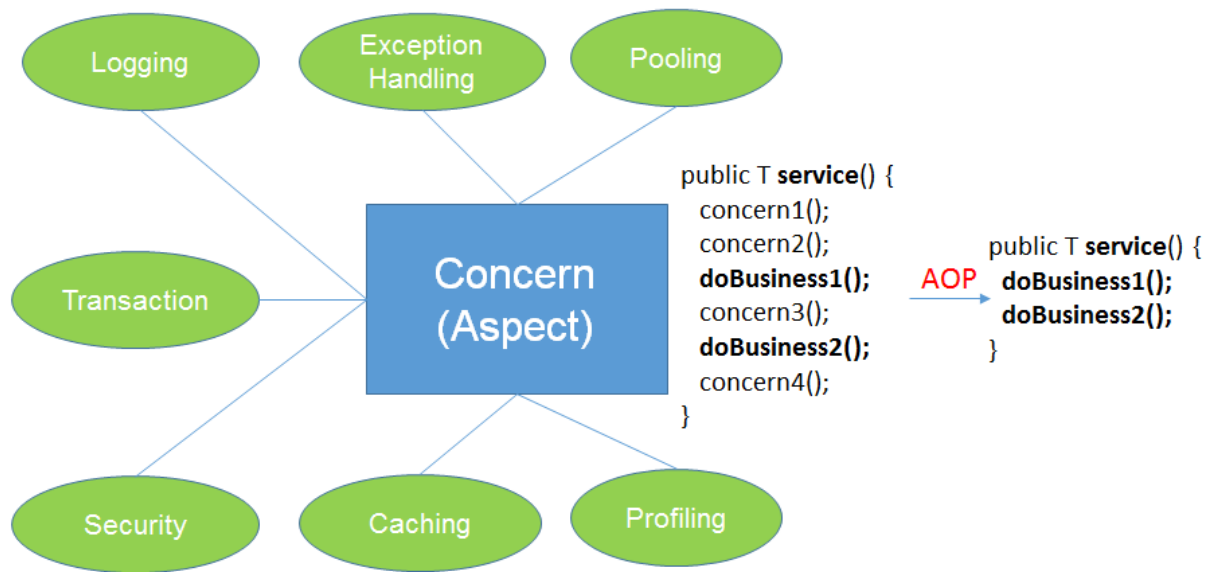 Logging
Exception
Handling
Pooling
Transaction
Concern
(Aspect)
Security
Caching
Profiling
public T service() {
concern1();
concern2();
doBusiness1();
concern3();
doBusiness2();
concern4();
}
AOP
public T service() {
doBusiness1();
doBusiness2();
}